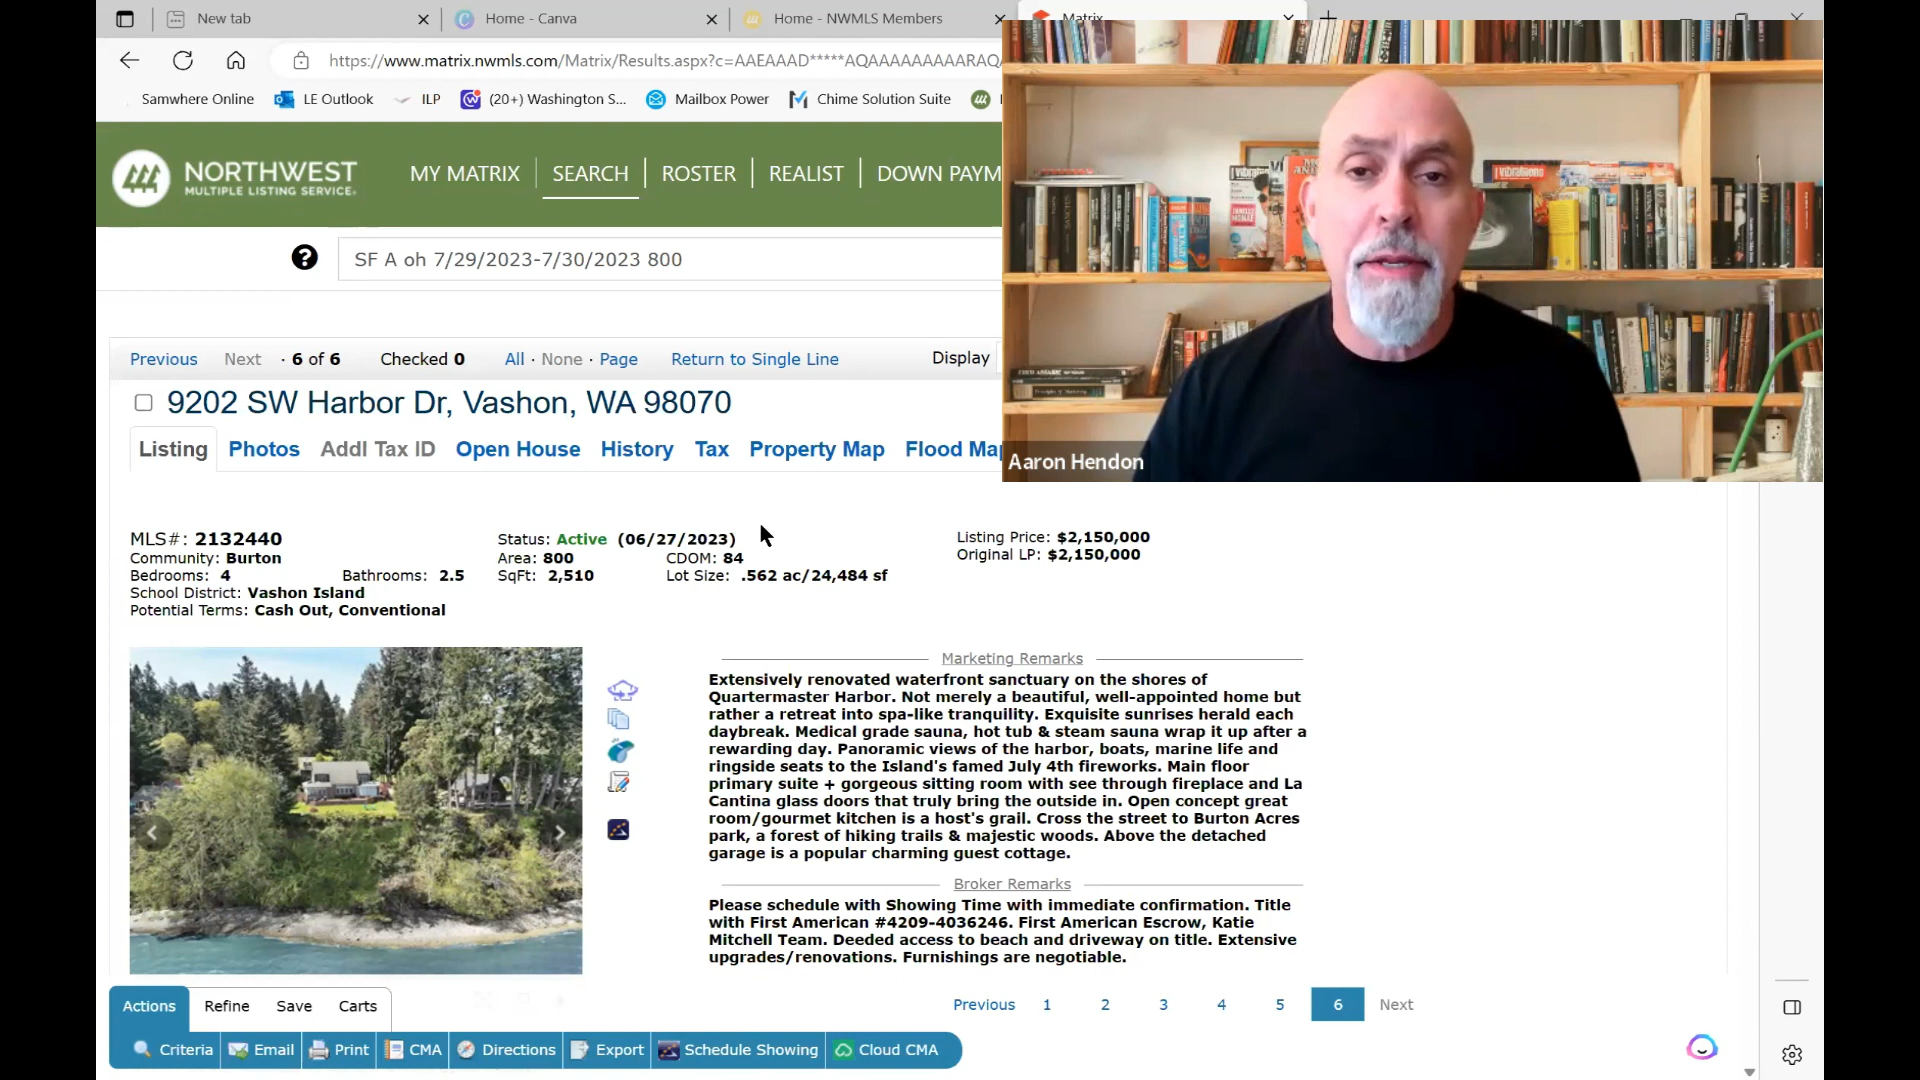 New tab
Home - Canva
Home - NWMLS Members
Matrix
https://www.matrix.nwmls.com/Matrix/Results.aspx?c=AAEAAAD*****AQAAAAAAAAARAQA
Samwhere Online
LE Outlook
ILP
(20+) Washington S...
Mailbox Power
Chime Solution Suite
NORTHWEST
MULTIPLE LISTING SERVICE
MY MATRIX
SEARCH
ROSTER
REALIST
DOWN PAYM
SF A oh 7/29/2023-7/30/2023 800
Previous Next · 6 of 6 Checked 0 All · None · Page Return to Single Line Display
9202 SW Harbor Dr, Vashon, WA 98070
Listing Photos Addl Tax ID Open House History Tax Property Map Flood Map
Aaron Hendon
MLS#: 2132440
Community: Burton
Bedrooms: 4 Bathrooms: 2.5
School District: Vashon Island
Potential Terms: Cash Out, Conventional
Status: Active (06/27/2023)
Area: 800 CDOM: 84
SqFt: 2,510 Lot Size: .562 ac/24,484 sf
Listing Price: $2,150,000
Original LP: $2,150,000
Marketing Remarks
Extensively renovated waterfront sanctuary on the shores of
Quartermaster Harbor. Not merely a beautiful, well-appointed home but
rather a retreat into spa-like tranquility. Exquisite sunrises herald each
daybreak. Medical grade sauna, hot tub & steam sauna wrap it up after a
rewarding day. Panoramic views of the harbor, boats, marine life and
ringside seats to the Island's famed July 4th fireworks. Main floor
primary suite + gorgeous sitting room with see through fireplace and La
Cantina glass doors that truly bring the outside in. Open concept great
room/gourmet kitchen is a host's grail. Cross the street to Burton Acres
park, a forest of hiking trails & majestic woods. Above the detached
garage is a popular charming guest cottage.
Broker Remarks
Please schedule with Showing Time with immediate confirmation. Title
with First American #4209-4036246. First American Escrow, Katie
Mitchell Team. Deeded access to beach and driveway on title. Extensive
upgrades/renovations. Furnishings are negotiable.
Actions Refine Save Carts
Previous 1 2 3 4 5 6 Next
Criteria Email Print CMA Directions Export Schedule Showing Cloud CMA